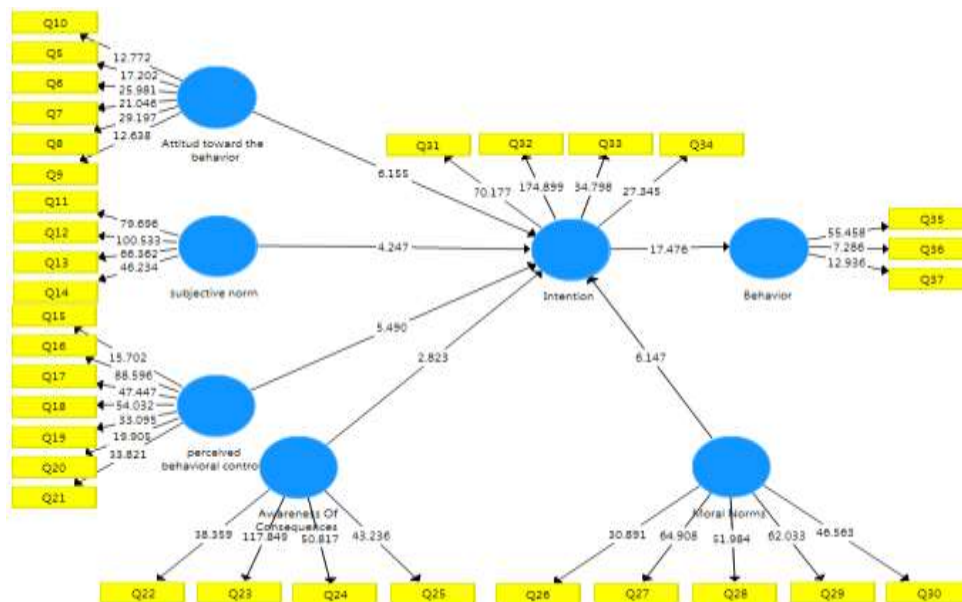 Q10
Q5
Q6
Q7
Q8
Q9
12.772
17.202
25.981
21.046
29.197
12.638
Attitud toward the
behavior
6.155
Q31
Q32
Q33
Q34
70.177
174.899
34.798
27.345
Q11
Q12
Q13
Q14
79.696
100.533
66.362
46.234
subjective norm
4.247
Intention
17.476
Behavior
55.458
7.286
12.936
Q35
Q36
Q37
Q15
Q16
Q17
Q18
Q19
Q20
Q21
15.702
88.596
47.447
54.032
33.095
19.905
33.821
perceived
behavioral contro
5.490
2.823
6.147
Awareness Of
Consequences
Moral Norms
38.359
117.849
50.817
43.236
30.891
64.908
51.984
62.033
46.563
Q22
Q23
Q24
Q25
Q26
Q27
Q28
Q29
Q30